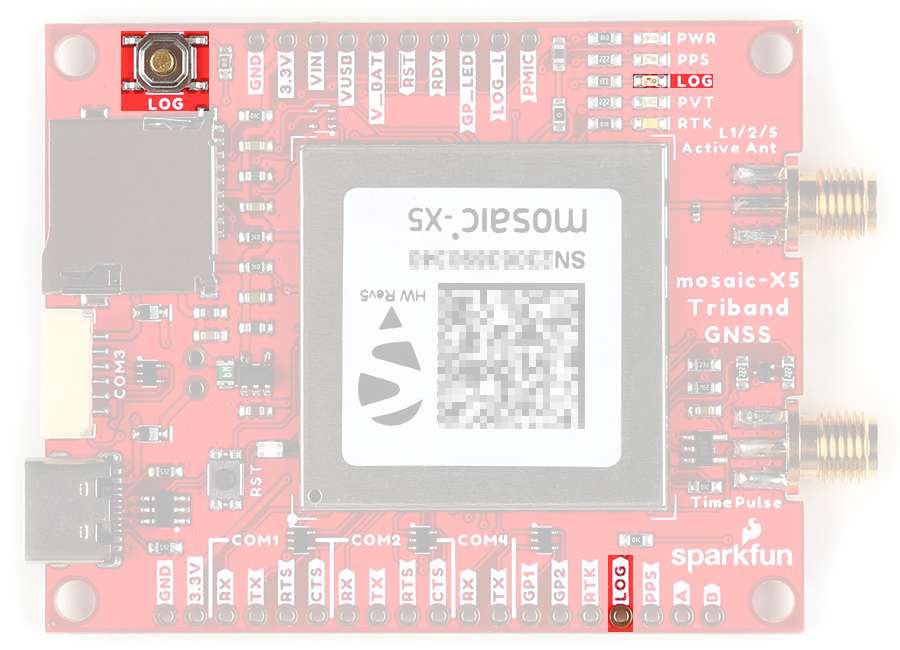 LOG
GND
3.3V
VIN
VUSB
V_BAT
RST
RDY
GP_LED
LOG_L
PMIC
PWR
PPS
LOG
PVT
RTK
L1/2/5
Active Ant
mosaic-X5
HW Rev5
mosaic-X5
Triband
GNSS
COM3
RST
TimePulse
COM1
COM2
COM4
sparkfun
GND
3.3V
RX
TX
RTS
CTS
RX
TX
RTS
CTS
RX
TX
GP1
GP2
RTK
LOG
PPS
A
B